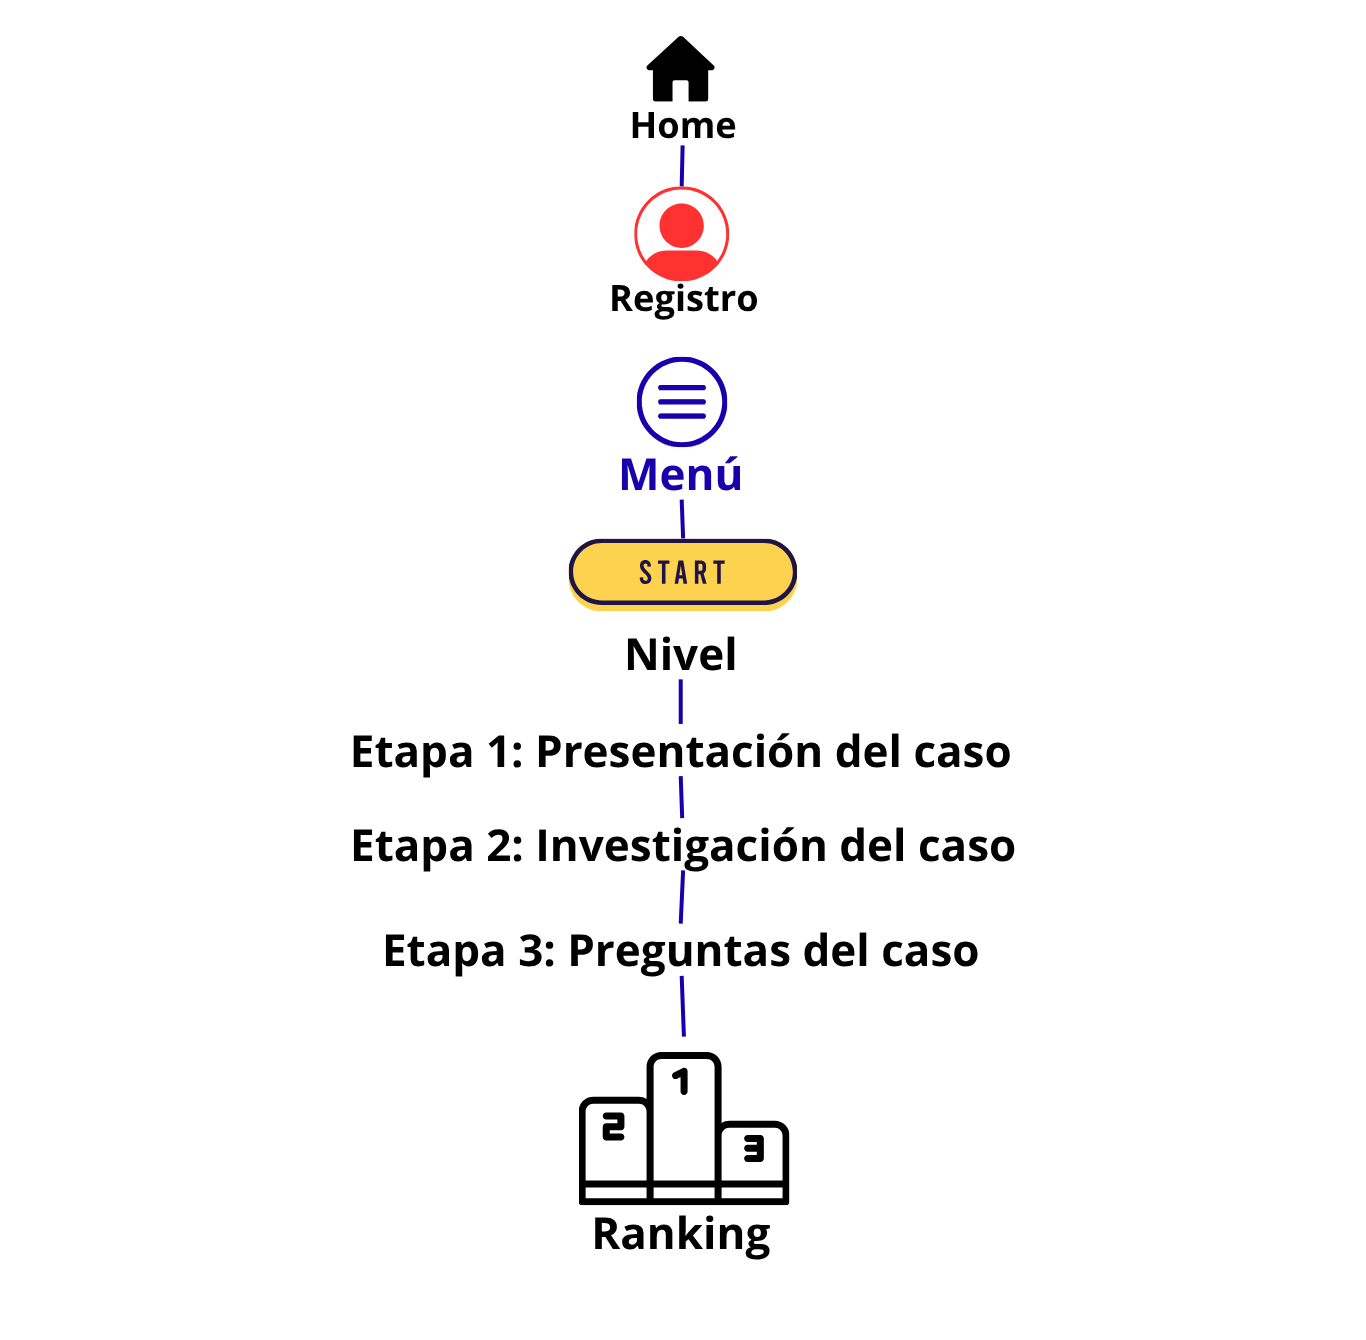 Home
Registro
Menú
START
Nivel
Etapa 1: Presentación del caso
Etapa 2: Investigación del caso
Etapa 3: Preguntas del caso
1
2
3
Ranking